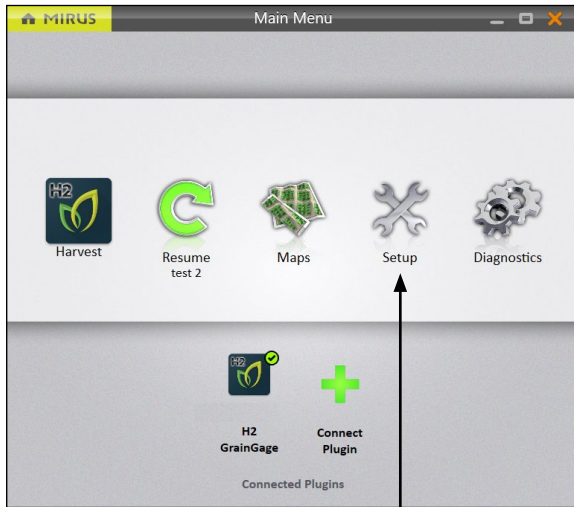 MIRUS
Main Menu
H2
Harvest
Resume
test 2
Maps
Setup
Diagnostics
H2
H2
GrainGage
Connect
Plugin
Connected Plugins